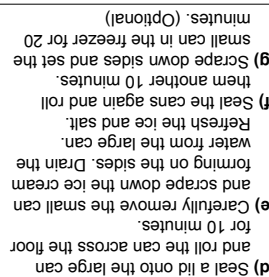 d) Seal a lid onto the large can
and roll the can across the floor
for 10 minutes.
e) Carefully remove the small can
and scrape down the ice cream
forming on the sides. Drain the
water from the large can.
Refresh the ice and salt.
f) Seal the cans again and roll
them another 10 minutes.
g) Scrape down sides and set the
small can in the freezer for 20
minutes. (Optional)